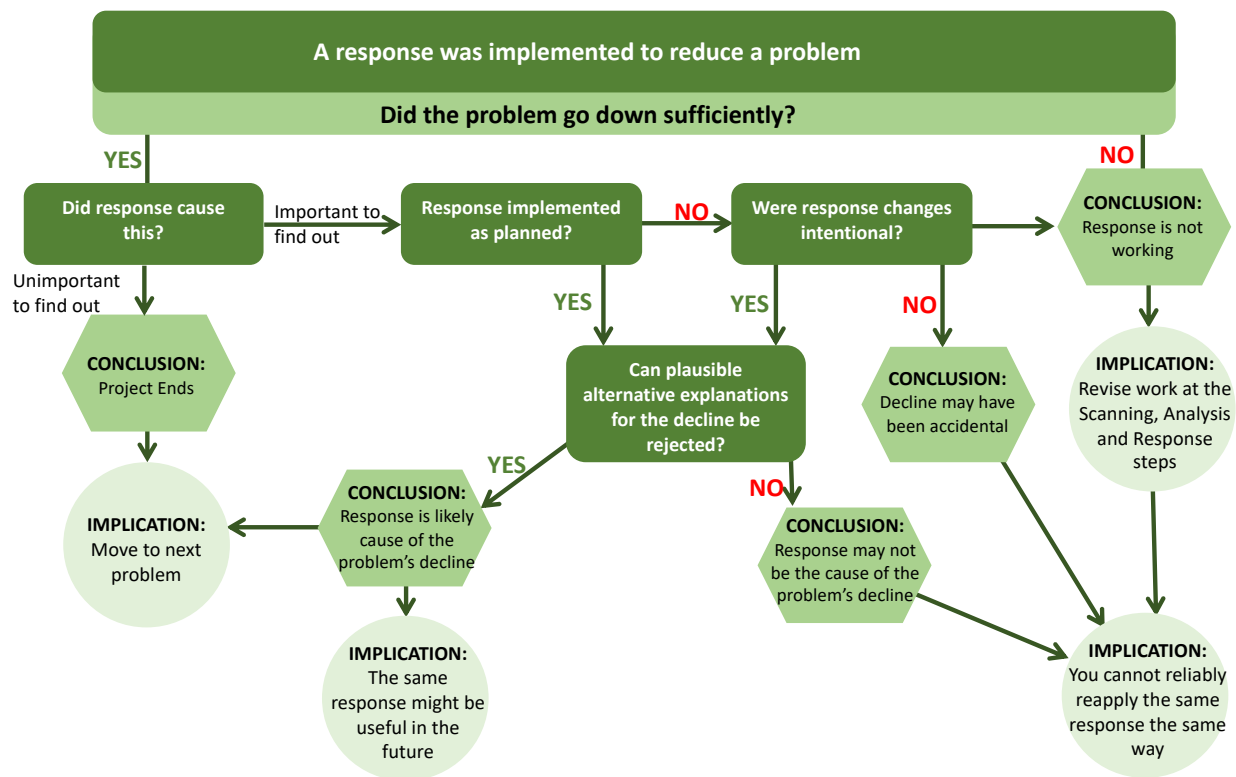 A response was implemented to reduce a problem
Did the problem go down sufficiently?
YES
NO
Did response cause
this?
Important to
find out
Response implemented
as planned?
NO
Were response changes
intentional?
CONCLUSION:
Response is not
working
Unimportant
to find out
YES
YES
NO
CONCLUSION:
Project Ends
Can plausible
alternative explanations
for the decline be
rejected?
CONCLUSION:
Decline may have
been accidental
IMPLICATION:
Revise work at the
Scanning, Analysis
and Response
steps
YES
NO
IMPLICATION:
Move to next
problem
CONCLUSION:
Response is likely
cause of the
problem’s decline
CONCLUSION:
Response may not
be the cause of the
problem’s decline
IMPLICATION:
The same
response might be
useful in the
future
IMPLICATION:
You cannot reliably
reapply the same
response the same
way